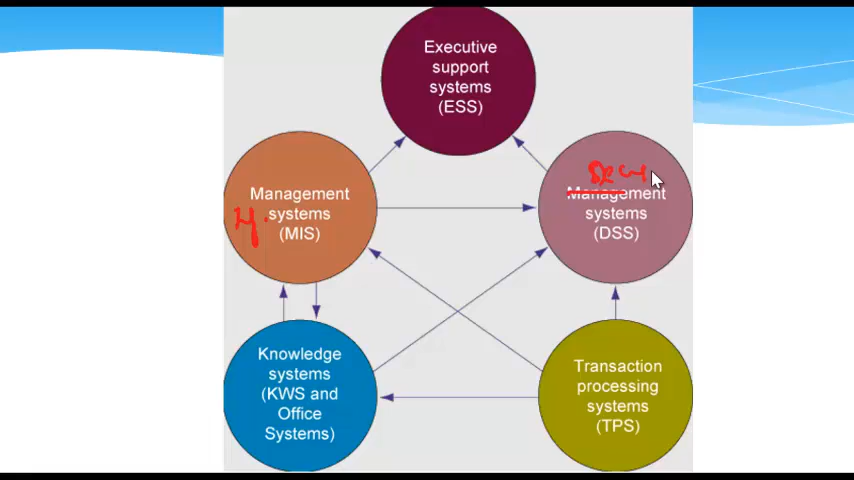 Executive
support
systems
(ESS)
Management
systems
(MIS)
Management
systems
(DSS)
Knowledge
systems
(KWS and
Office
Systems)
Transaction
processing
systems
(TPS)